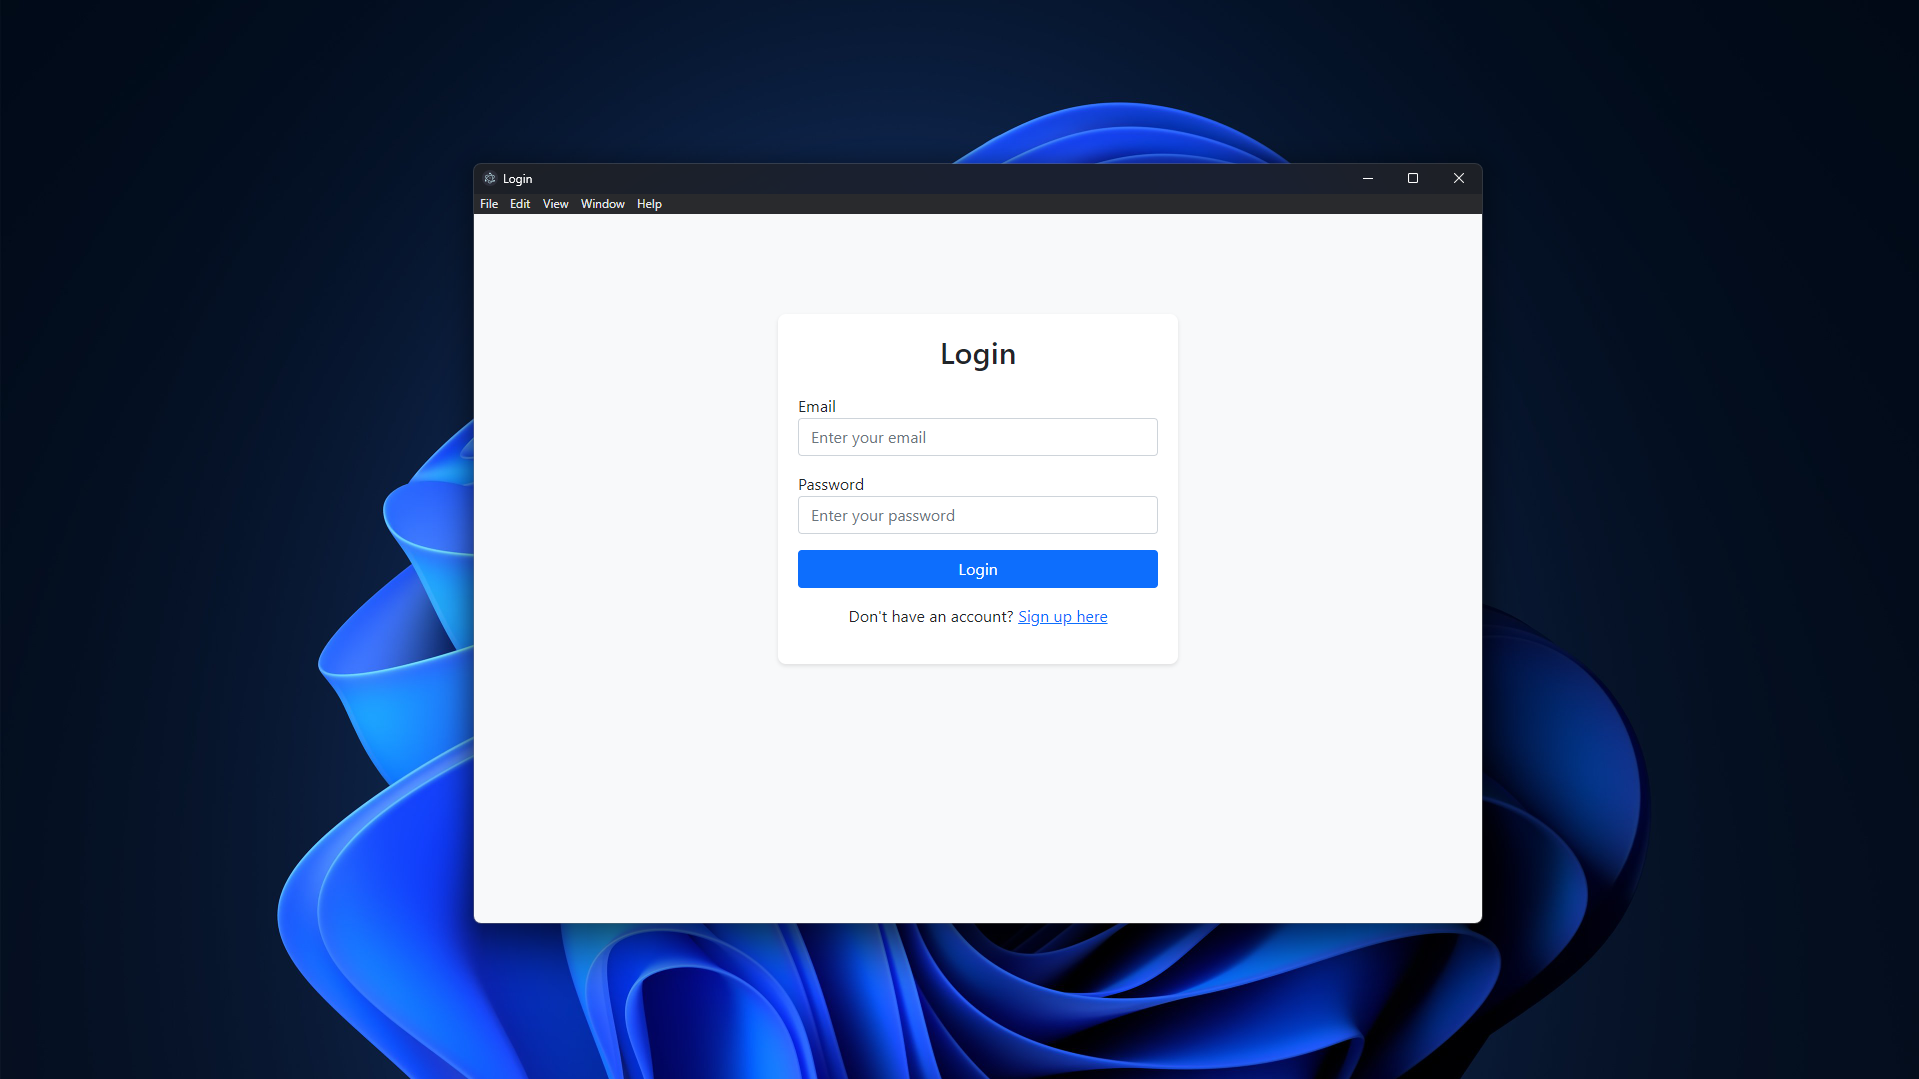 Login
File Edit View Window Help
Login
Email
Enter your email
Password
Enter your password
Login
Don't have an account? Sign up here